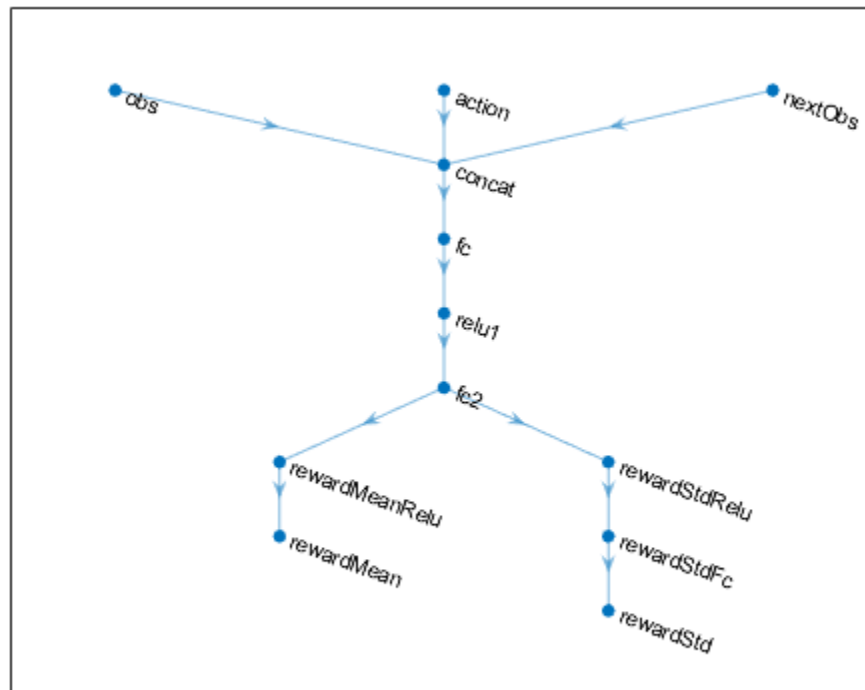 obs
action
nextObs
concat
fc
relu1
fc2
rewardMeanRelu
rewardStdRelu
rewardMean
rewardStdFc
rewardStd